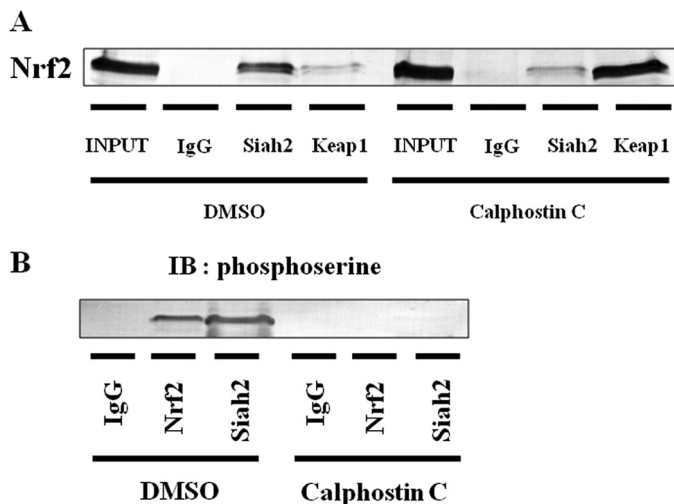 A
Nrf2
INPUT IgG Siah2 Keap1 INPUT IgG Siah2 Keap1
DMSO Calphostin C
B IB : phosphoserine
IgG Nrf2 Siah2 IgG Nrf2 Siah2
DMSO Calphostin C